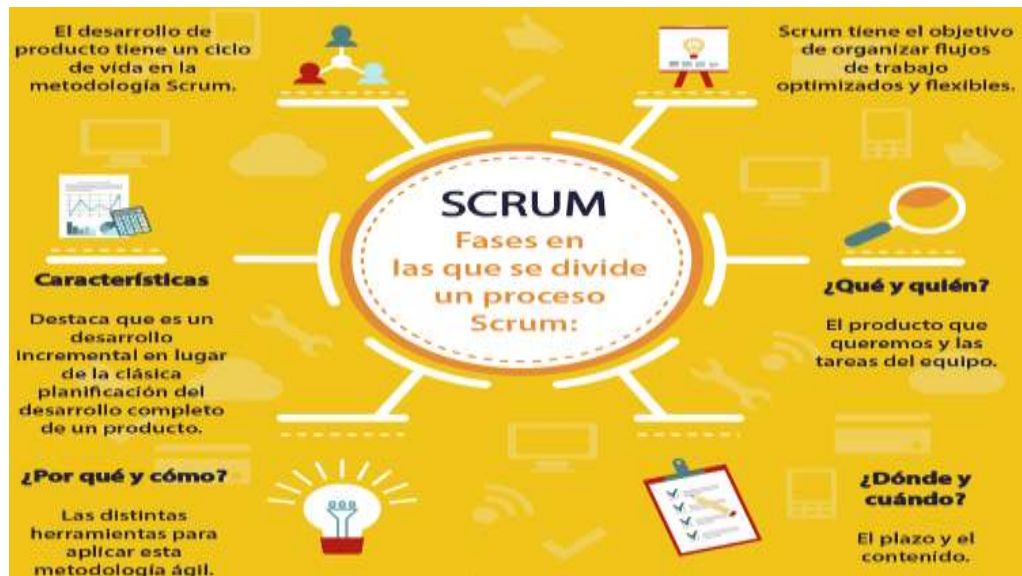 El desarrollo de
producto tiene un ciclo
de vida en la
metodología Scrum.
Scrum tiene el objetivo
de organizar flujos
de trabajo
optimizados y flexibles.
SCRUM
Fases en
las que se divide
un proceso
Scrum:
Características
Destaca que es un
desarrollo
incremental en lugar
de la clásica
planificación del
desarrollo completo
de un producto.
¿Qué y quién?
El producto que
queremos y las
tareas del equipo.
¿Por qué y cómo?
Las distintas
herramientas para
aplicar esta
metodología ágil.
¿Dónde y
cuándo?
El plazo y el
contenido.